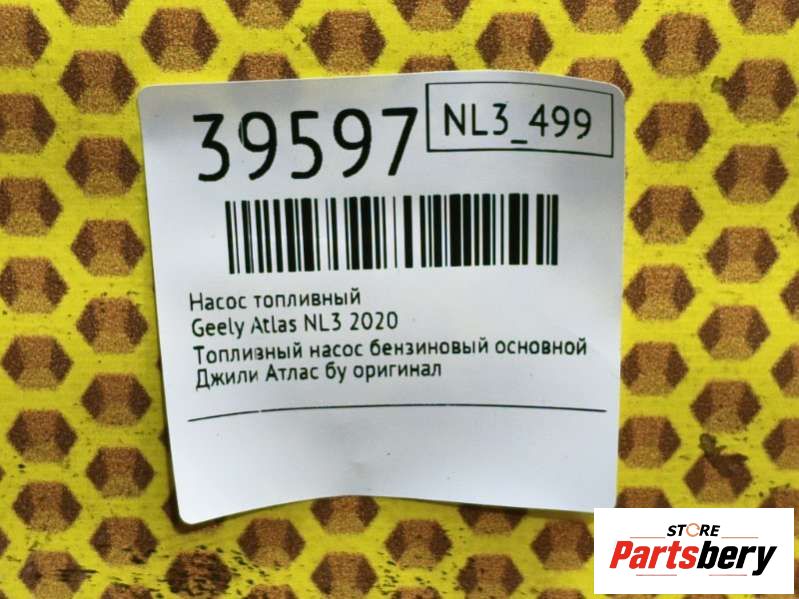 39597
NL3_499
Насос топливный
Geely Atlas NL3 2020
Топливный насос бензиновый основной
Джили Атлас бу оригинал
STORE
Partsbery